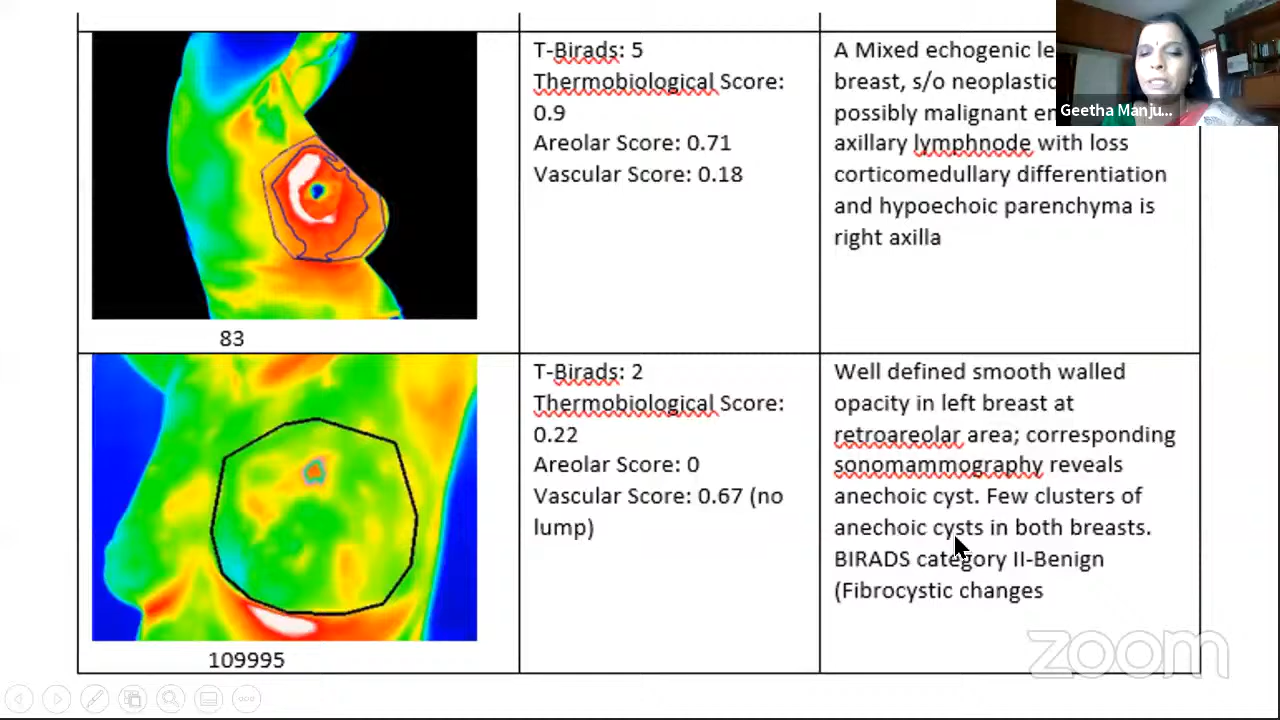 T-Birads: 5
Thermobiological Score:
0.9
Areolar Score: 0.71
Vascular Score: 0.18
A Mixed echogenic le
breast, s/o neoplastic
possibly malignant en
axillary lymphnode with loss
corticomedullary differentiation
and hypoechoic parenchyma is
right axilla
Geetha Manju...
83
T-Birads: 2
Thermobiological Score:
0.22
Areolar Score: 0
Vascular Score: 0.67 (no
lump)
Well defined smooth walled
opacity in left breast at
retroareolar area; corresponding
sonomammography reveals
anechoic cyst. Few clusters of
anechoic cysts in both breasts.
BIRADS category II-Benign
(Fibrocystic changes
109995
zoom